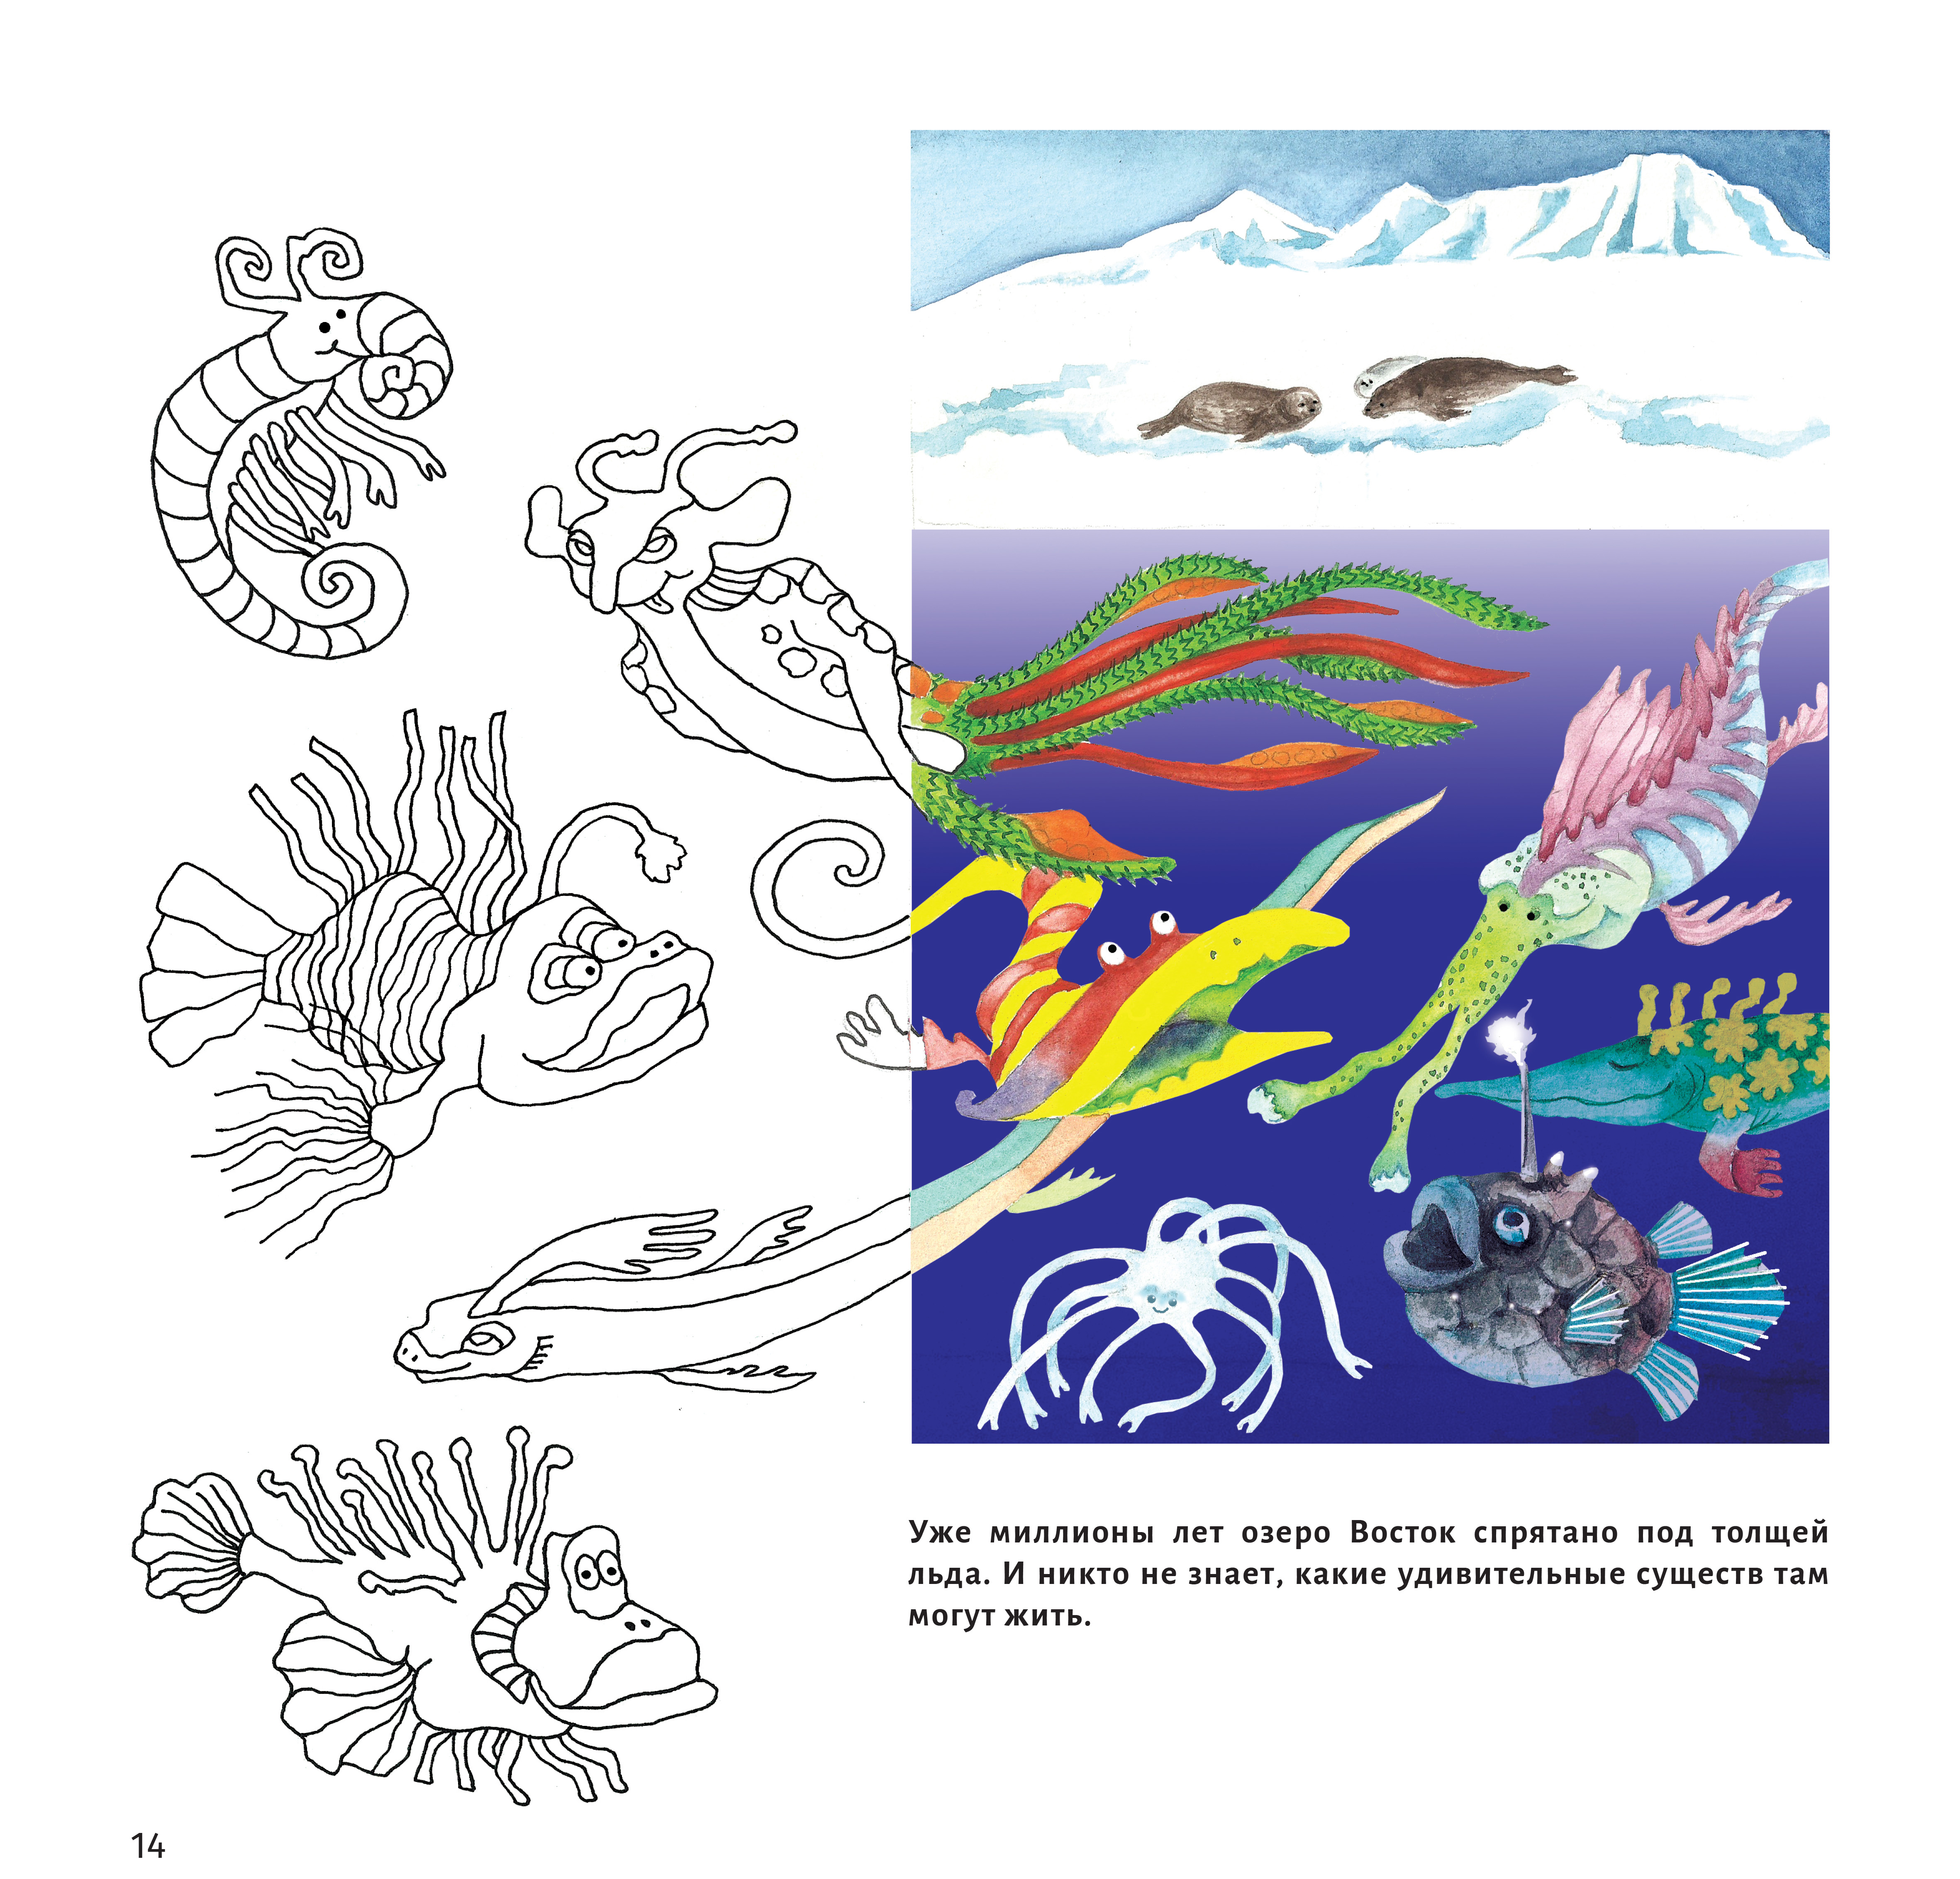 Уже миллионы лет озеро Восток спрятано под толщей
льда. И никто не знает, какие удивительные существ там
могут жить.
14